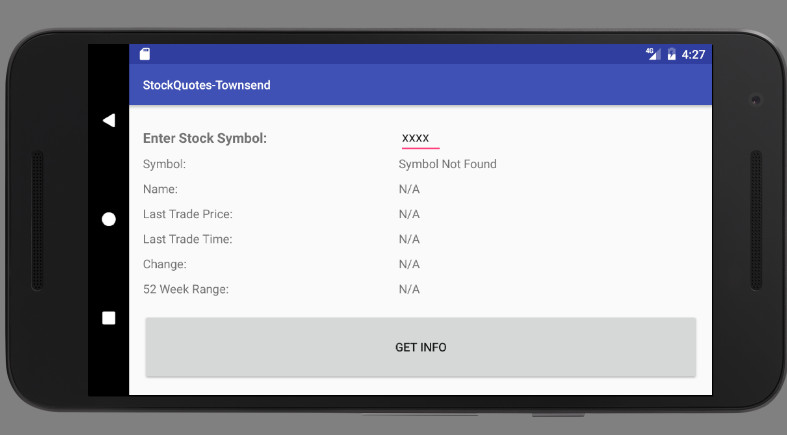 4G 4:27
StockQuotes-Townsend
Enter Stock Symbol: xxxx
Symbol: Symbol Not Found
Name: N/A
Last Trade Price: N/A
Last Trade Time: N/A
Change: N/A
52 Week Range: N/A
GET INFO